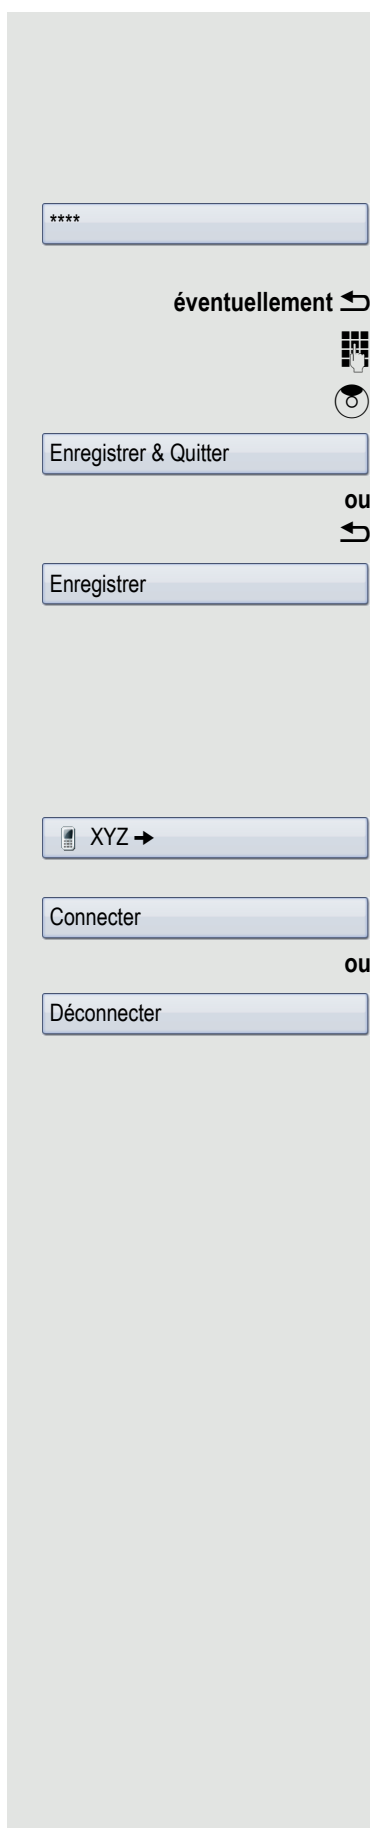 ****
éventuellement
Enregistrer & Quitter
ou
Enregistrer
XYZ →
Connecter
ou
Déconnecter